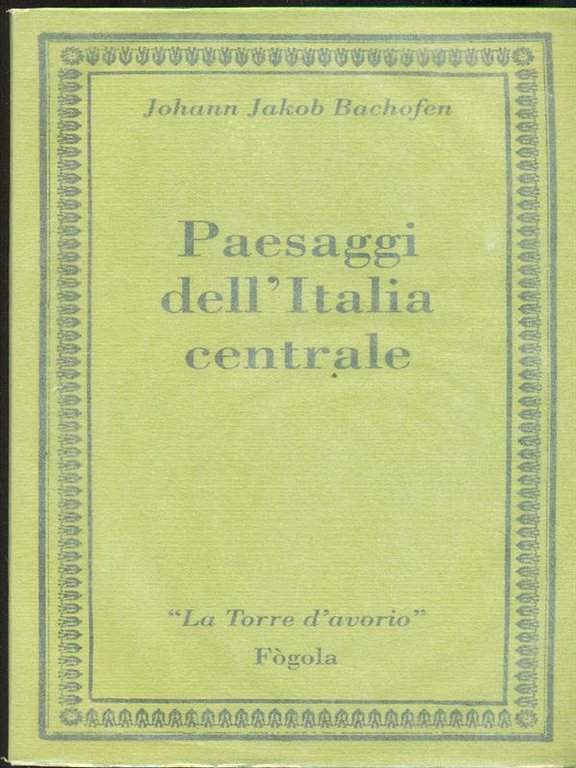 Johann Jakob Bachofen
Paesaggi
dell'Italia
centrale
“La Torre d'avorio”
Fògola